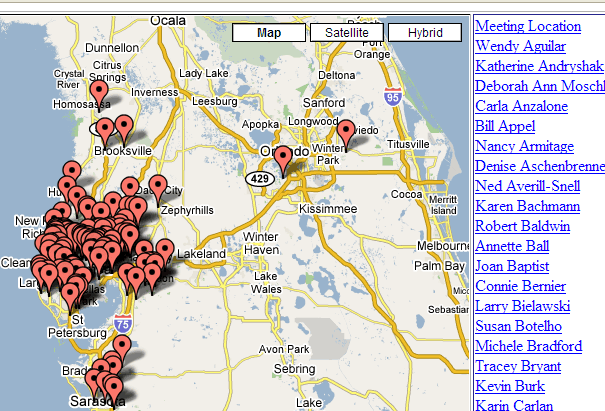 Ocala
Map
Satellite
Hybrid
Port
Orange
Dunnellon
Citrus
Springs
Crystal
River
Lady Lake
Deltona
Homosassa
Inverness
Leesburg
Sanford
95
Apopka
Longwood
Oviedo
Titusville
Brooksville
Orlando
Winter
Park
429
Dade City
Zephyrhills
Kissimmee
Cocoa
Merritt
Island
New
Winter
Haven
Melbourne
Lakeland
Palm Bay
Lake
Wales
St
Petersburg
75
Sebastian
Avon Park
Sebring
Sarasota
Lake
Meeting Location
Wendy Aguilar
Katherine Andryshak
Deborah Ann Moschl
Carla Anzalone
Bill Appel
Nancy Armitage
Denise Aschenbrenne
Ned Averill-Snell
Karen Bachmann
Robert Baldwin
Annette Ball
Joan Baptist
Connie Bernier
Larry Bielawski
Susan Botelho
Michele Bradford
Tracey Bryant
Kevin Burk
Karin Carlan